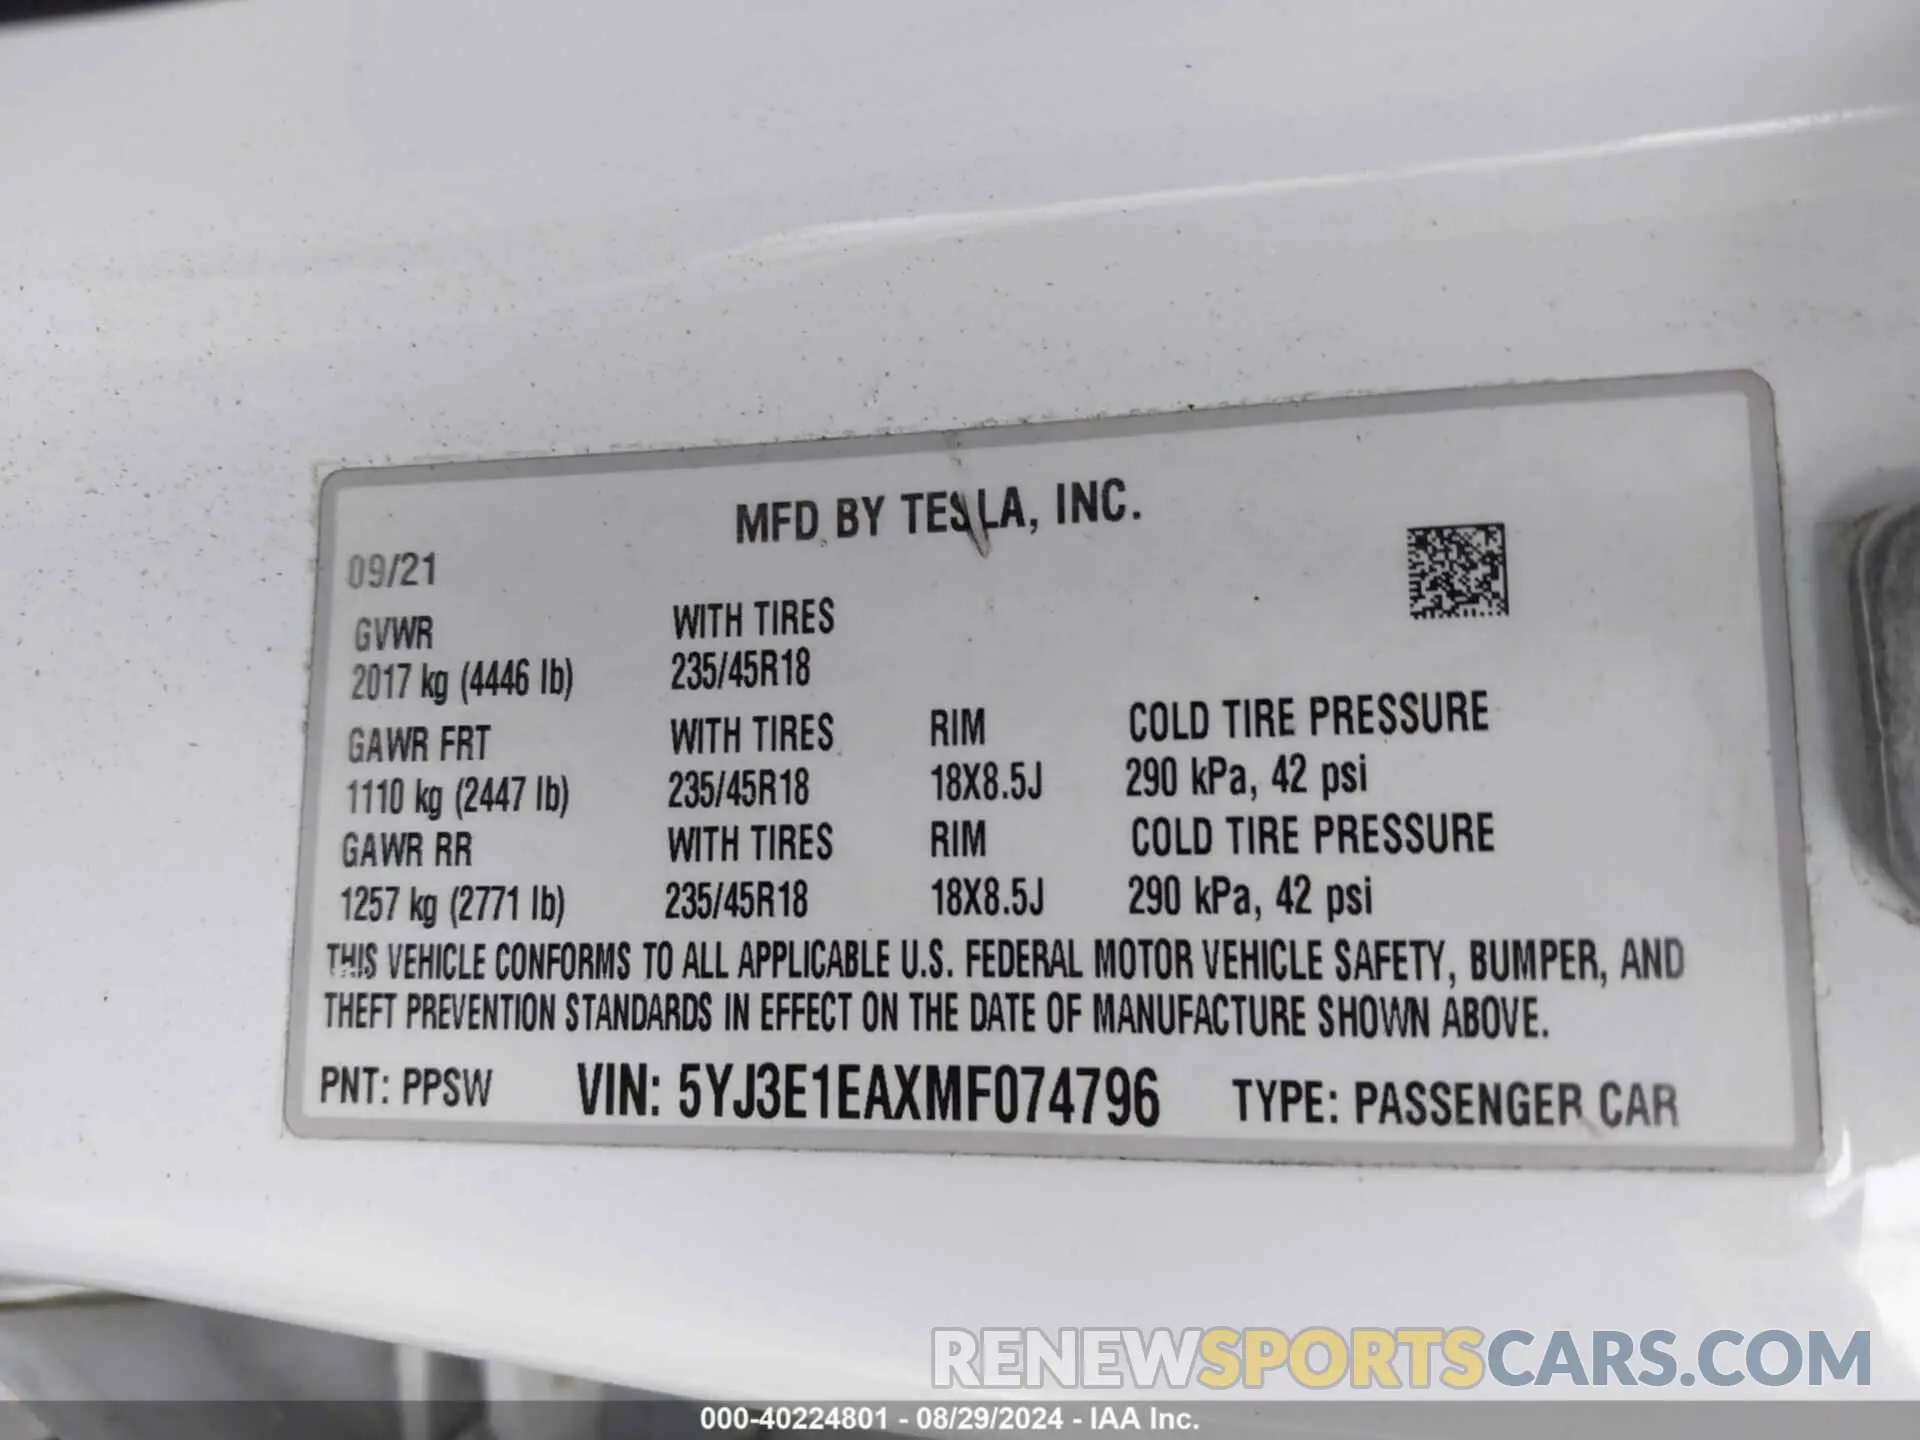 MFD BY TESLA, INC.
09/21
GVWR WITH TIRES
2017 kg (4446 lb) 235/45R18
GAWR FRT WITH TIRES RIM COLD TIRE PRESSURE
1110 kg (2447 lb) 235/45R18 18X8.5J 290 kPa, 42 psi
GAWR RR WITH TIRES RIM COLD TIRE PRESSURE
1257 kg (2771 lb) 235/45R18 18X8.5J 290 kPa, 42 psi
THIS VEHICLE CONFORMS TO ALL APPLICABLE U.S. FEDERAL MOTOR VEHICLE SAFETY, BUMPER, AND
THEFT PREVENTION STANDARDS IN EFFECT ON THE DATE OF MANUFACTURE SHOWN ABOVE.
PNT: PPSW VIN: 5YJ3E1EAXMF074796 TYPE: PASSENGER CAR
RENEWSPORTSCARS.COM
000-40224801 - 08/29/2024 - IAA Inc.